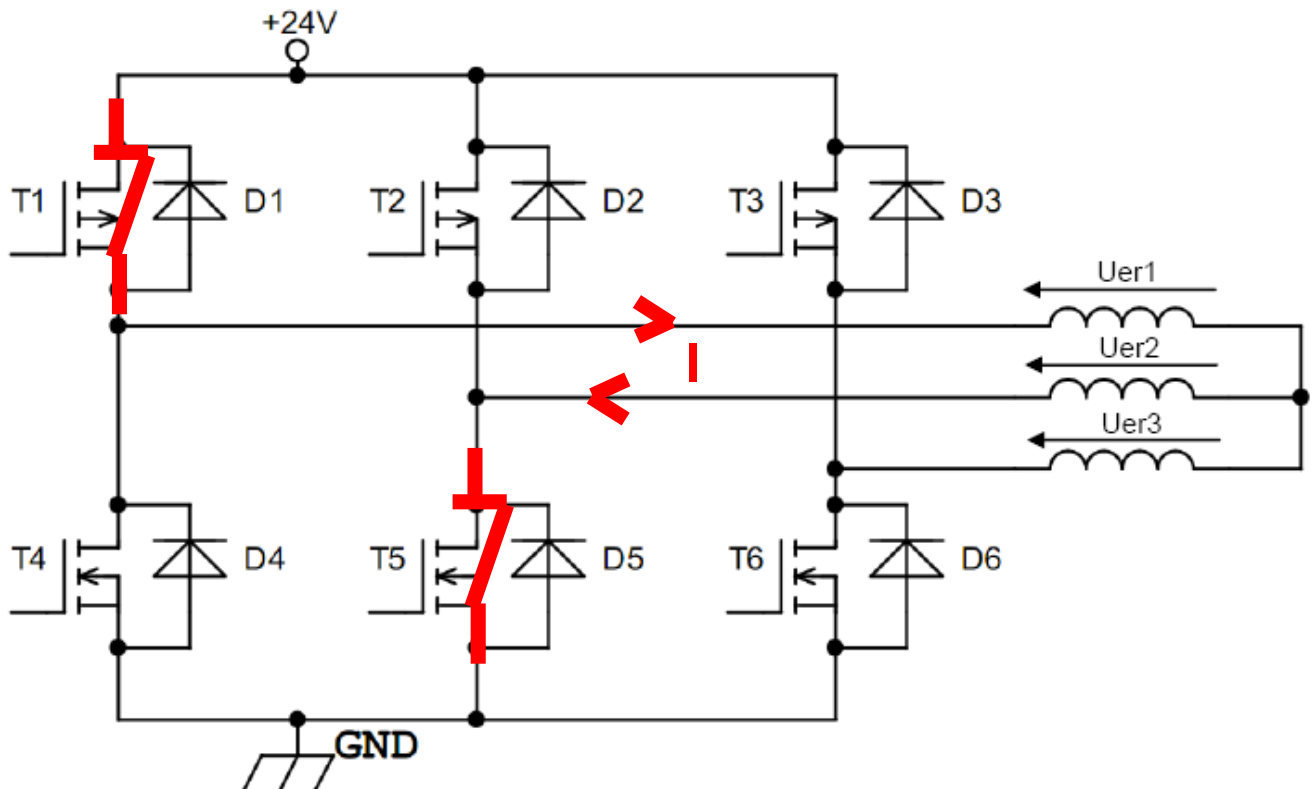 +24V
T1 D1 T2 D2 T3 D3
Uer1
I
Uer2
Uer3
T4 D4 T5 D5 T6 D6
GND